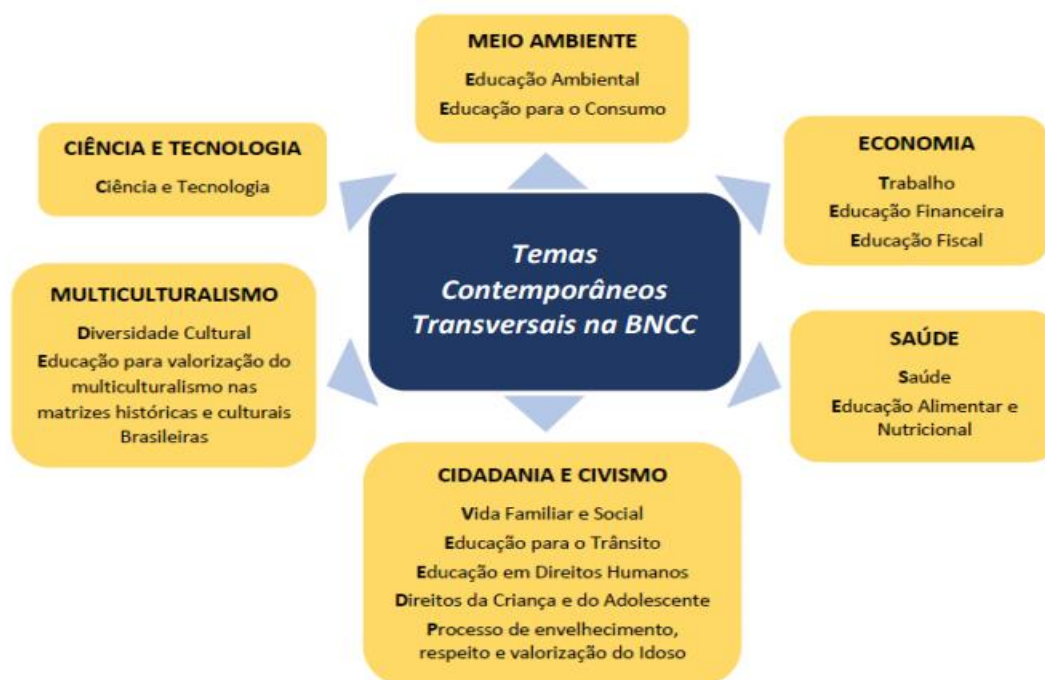 MEIO AMBIENTE
Educação Ambiental
Educação para o Consumo
CIÊNCIA E TECNOLOGIA
Ciência e Tecnologia
ECONOMIA
Trabalho
Educação Financeira
Educação Fiscal
Temas
Contemporâneos
Transversais na BNCC
MULTICULTURALISMO
Diversidade Cultural
Educação para valorização do
multiculturalismo nas
matrizes históricas e culturais
Brasileiras
SAÚDE
Saúde
Educação Alimentar e
Nutricional
CIDADANIA E CIVISMO
Vida Familiar e Social
Educação para o Trânsito
Educação em Direitos Humanos
Direitos da Criança e do Adolescente
Processo de envelhecimento,
respeito e valorização do Idoso